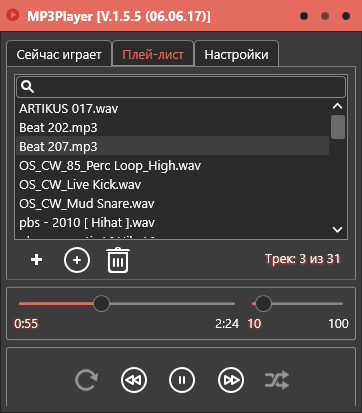 MP3Player [V.1.5.5 (06.06.17)]
Сейчас играет Плей-лист Настройки
ARTIKUS 017.wav
Beat 202.mp3
Beat 207.mp3
OS_CW_85_Perc Loop_High.wav
OS_CW_Live Kick.wav
OS_CW_Mud Snare.wav
pbs - 2010 [ Hihat ].wav
Трек: 3 из 31
0:55 2:24 10 100